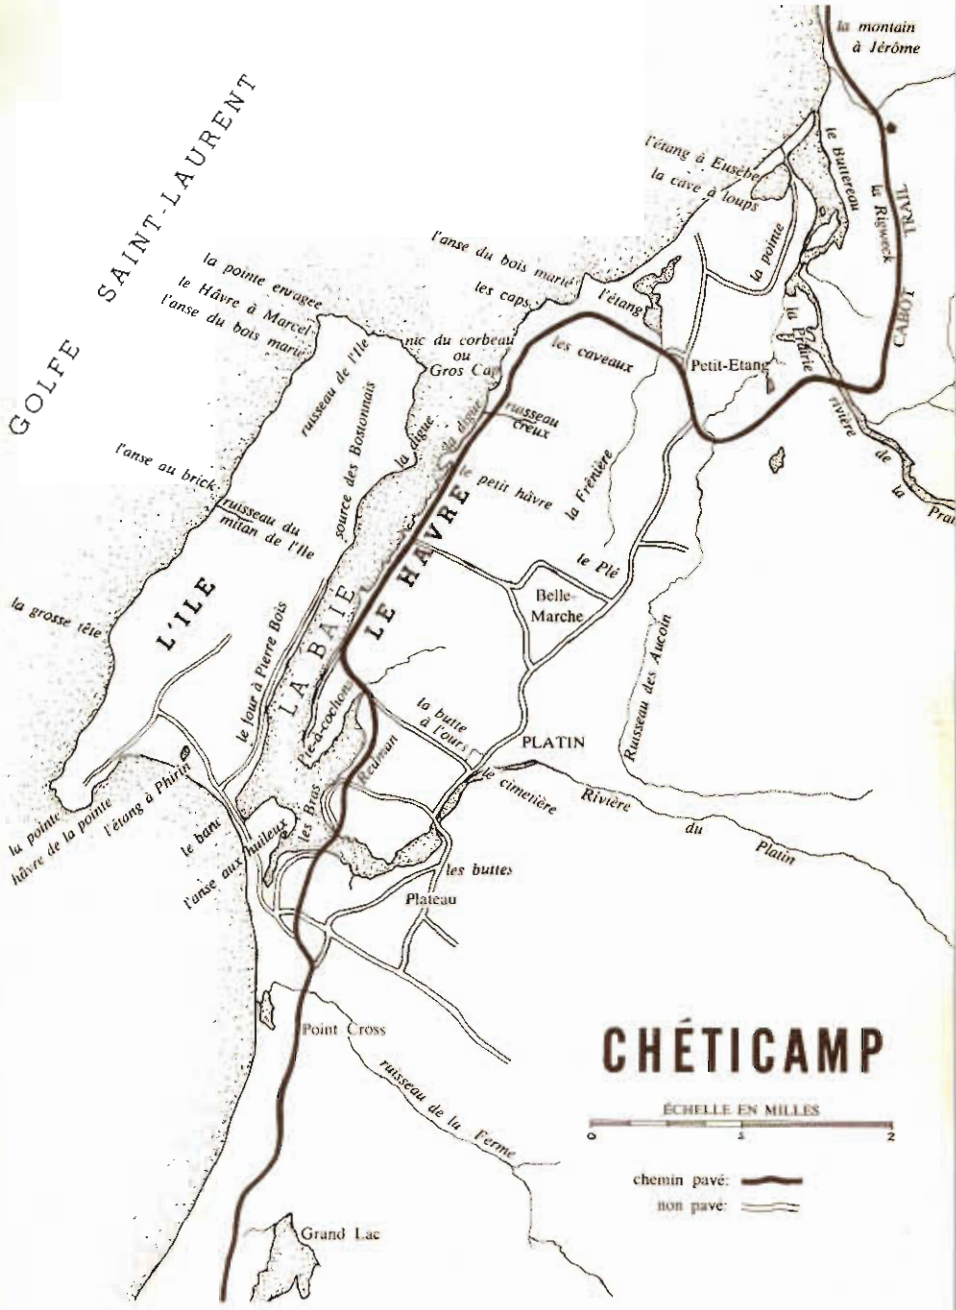 la montain
à Jérôme
GOLFE SAINT-LAURENT
l'étang à Eusèbe
la cave à loups
le Buttereau
la Rigweck
CABOT TRAIL
la pointe
l'anse du bois marié
les caps
l'étang
la pointe enragee
le Hâvre à Marcel
l'anse du bois marié
nic du corbeau
ou
Gros Cap
les caveaux
Petit-Etang
la Prairie
rivière de la Prai
ruisseau de l'Ile
source des Bostonnais
la digue
la digue
ruisseau
creux
le petit hâvre
la Frênière
l'anse au brick
ruisseau du
mitan de l'Ile
LE HAVRE
le Plé
Belle-
Marche
la grosse tête
L'ILE
LA BAIE
le four à Pierre Bois
l'ile-à-cochons
Ruisseau des Aucoin
la butte
à l'ours
PLATIN
le cimetière
Rivière du Platin
Redman
les Bras
la pointe
hâvre de la pointe
l'étang à Phirin
le banc
l'anse aux huileux
les buttes
Plateau
Point Cross
ruisseau de la Ferme
Grand Lac
CHÉTICAMP
ÉCHELLE EN MILLES
0 1 2
chemin pavé:
non pavé: